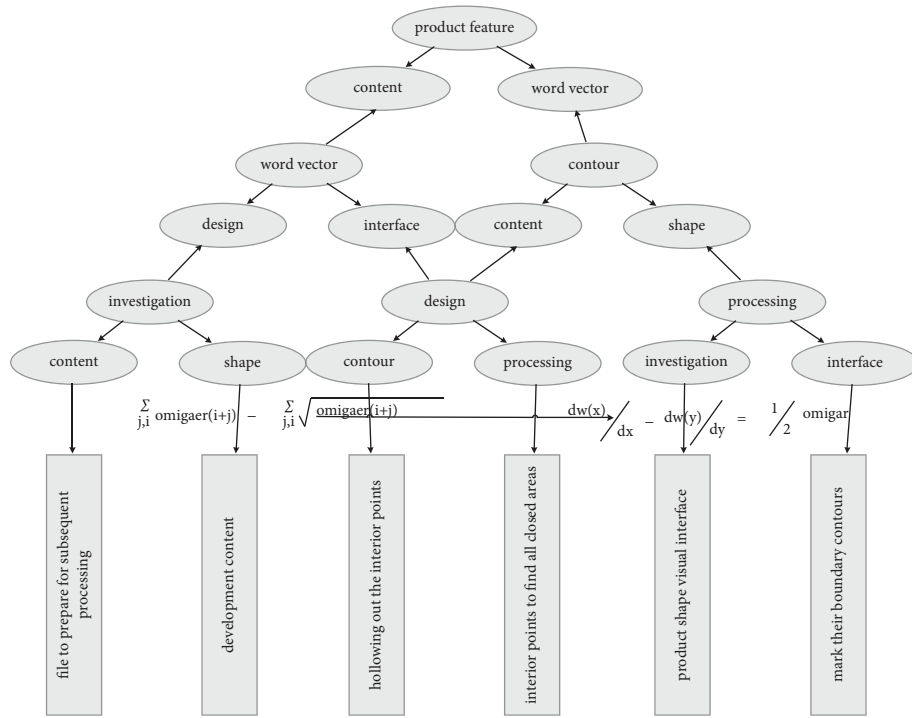 product feature
content
word vector
word vector
contour
design
interface
content
shape
investigation
design
processing
content
shape
contour
processing
investigation
interface
∑ j,i omigaer(i+j) − ∑ j,i √omigaer(i+j) dw(x)/dx − dw(y)/dy = 1/2 omigar
file to prepare for subsequent
processing
development content
hollowing out the interior points
interior points to find all closed areas
product shape visual interface
mark their boundary contours